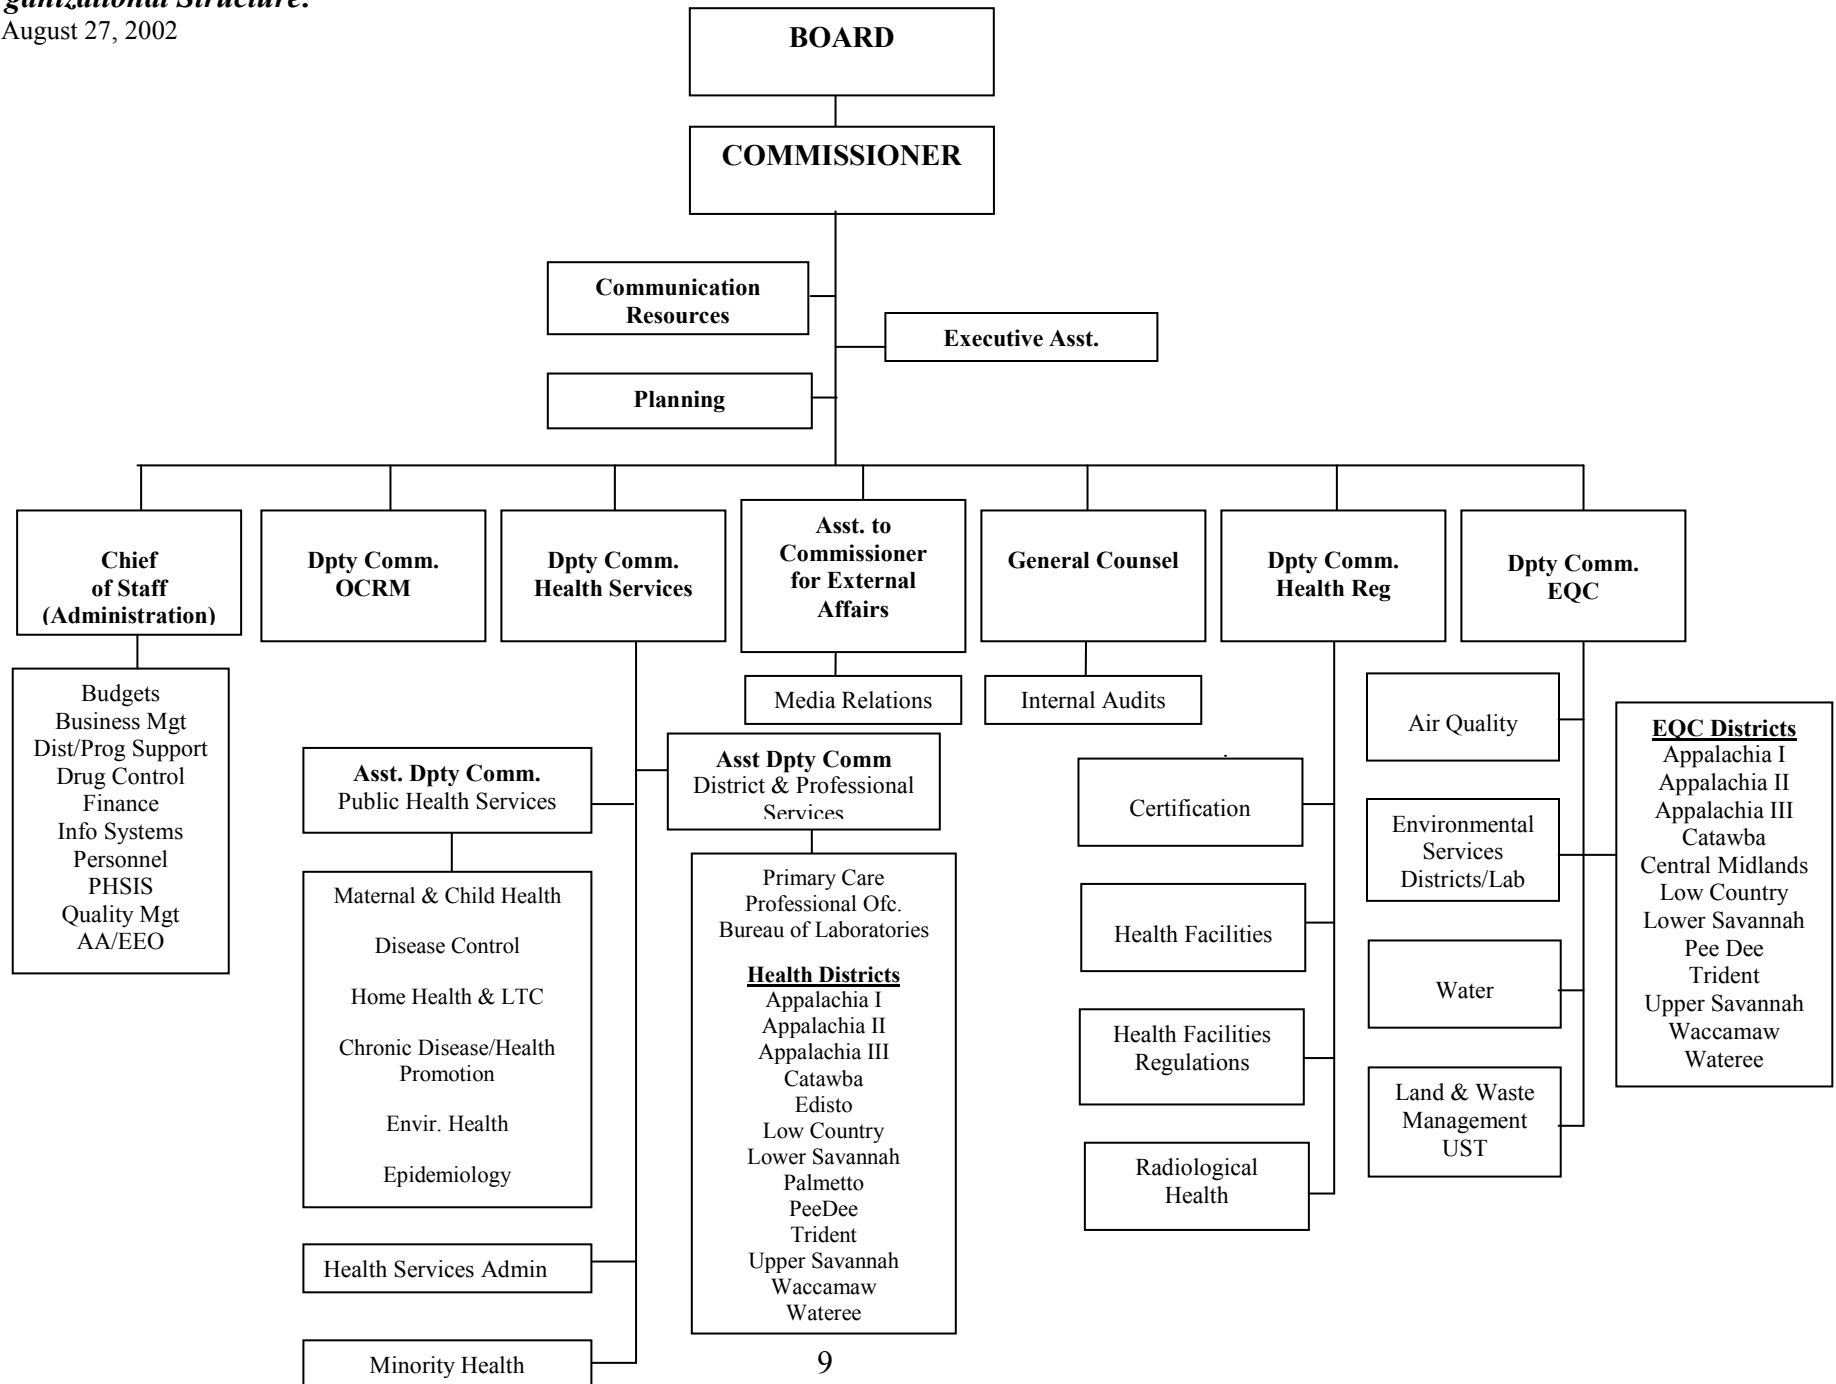 ganizational Structure:
August 27, 2002
BOARD
COMMISSIONER
Communication
Resources
Executive Asst.
Planning
Chief
of Staff
(Administration)
Dpty Comm.
OCRM
Dpty Comm.
Health Services
Asst. to
Commissioner
for External
Affairs
General Counsel
Dpty Comm.
Health Reg
Dpty Comm.
EQC
Budgets
Business Mgt
Dist/Prog Support
Drug Control
Finance
Info Systems
Personnel
PHSIS
Quality Mgt
AA/EEO
Media Relations
Internal Audits
Asst. Dpty Comm.
Public Health Services
Maternal & Child Health
Disease Control
Home Health & LTC
Chronic Disease/Health
Promotion
Envir. Health
Epidemiology
Health Services Admin
Minority Health
Asst Dpty Comm
District & Professional
Services
Primary Care
Professional Ofc.
Bureau of Laboratories
Health Districts
Appalachia I
Appalachia II
Appalachia III
Catawba
Edisto
Low Country
Lower Savannah
Palmetto
PeeDee
Trident
Upper Savannah
Waccamaw
Wateree
Certification
Health Facilities
Health Facilities
Regulations
Radiological
Health
Air Quality
Environmental
Services
Districts/Lab
Water
Land & Waste
Management
UST
EQC Districts
Appalachia I
Appalachia II
Appalachia III
Catawba
Central Midlands
Low Country
Lower Savannah
Pee Dee
Trident
Upper Savannah
Waccamaw
Wateree
9